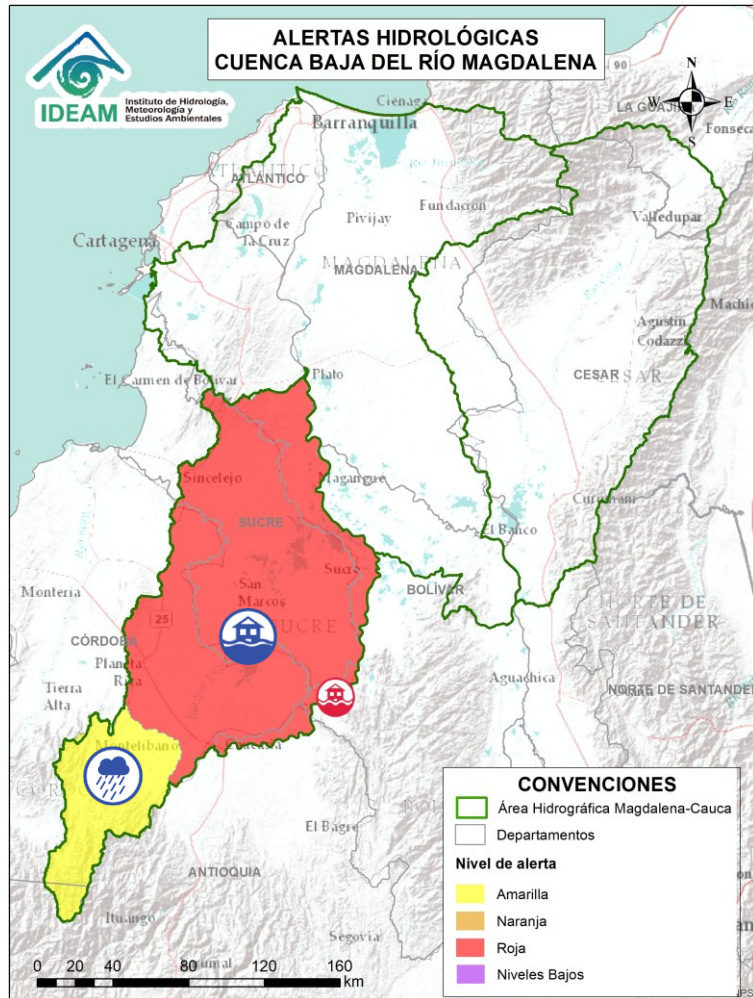 ALERTAS HIDROLÓGICAS
CUENCA BAJA DEL RÍO MAGDALENA
IDEAM
Instituto de Hidrología,
Meteorología y
Estudios Ambientales
N
W
E
S
90
Ciénaga
LA GUAJIRA
Barranquilla
Fonseca
ATLÁNTICO
ATLÁNTICO
Fundación
Pivijay
Valledupar
Campo de
la Cruz
Cartagena
MAGDALENA
MAGDALENA
Agustín
Codazzi
El Carmen de Bolívar
Plato
CESAR
CESAR
Sincelejo
Magangue
SUCRE
El Banco
Sucre
San
Marcos
SUCRE
BOLÍVAR
Montería
25
NORTE DE
SANTANDER
CÓRDOBA
Planeta
Rica
Tierra
Alta
Aguachica
NORTE DE SANTANDER
Montelibano
El Bagre
ANTIOQUIA
Ituango
Segovia
0 20 40 80 120 160
km
CONVENCIONES
Área Hidrográfica Magdalena-Cauca
Departamentos
Nivel de alerta
Amarilla
Naranja
Roja
Niveles Bajos